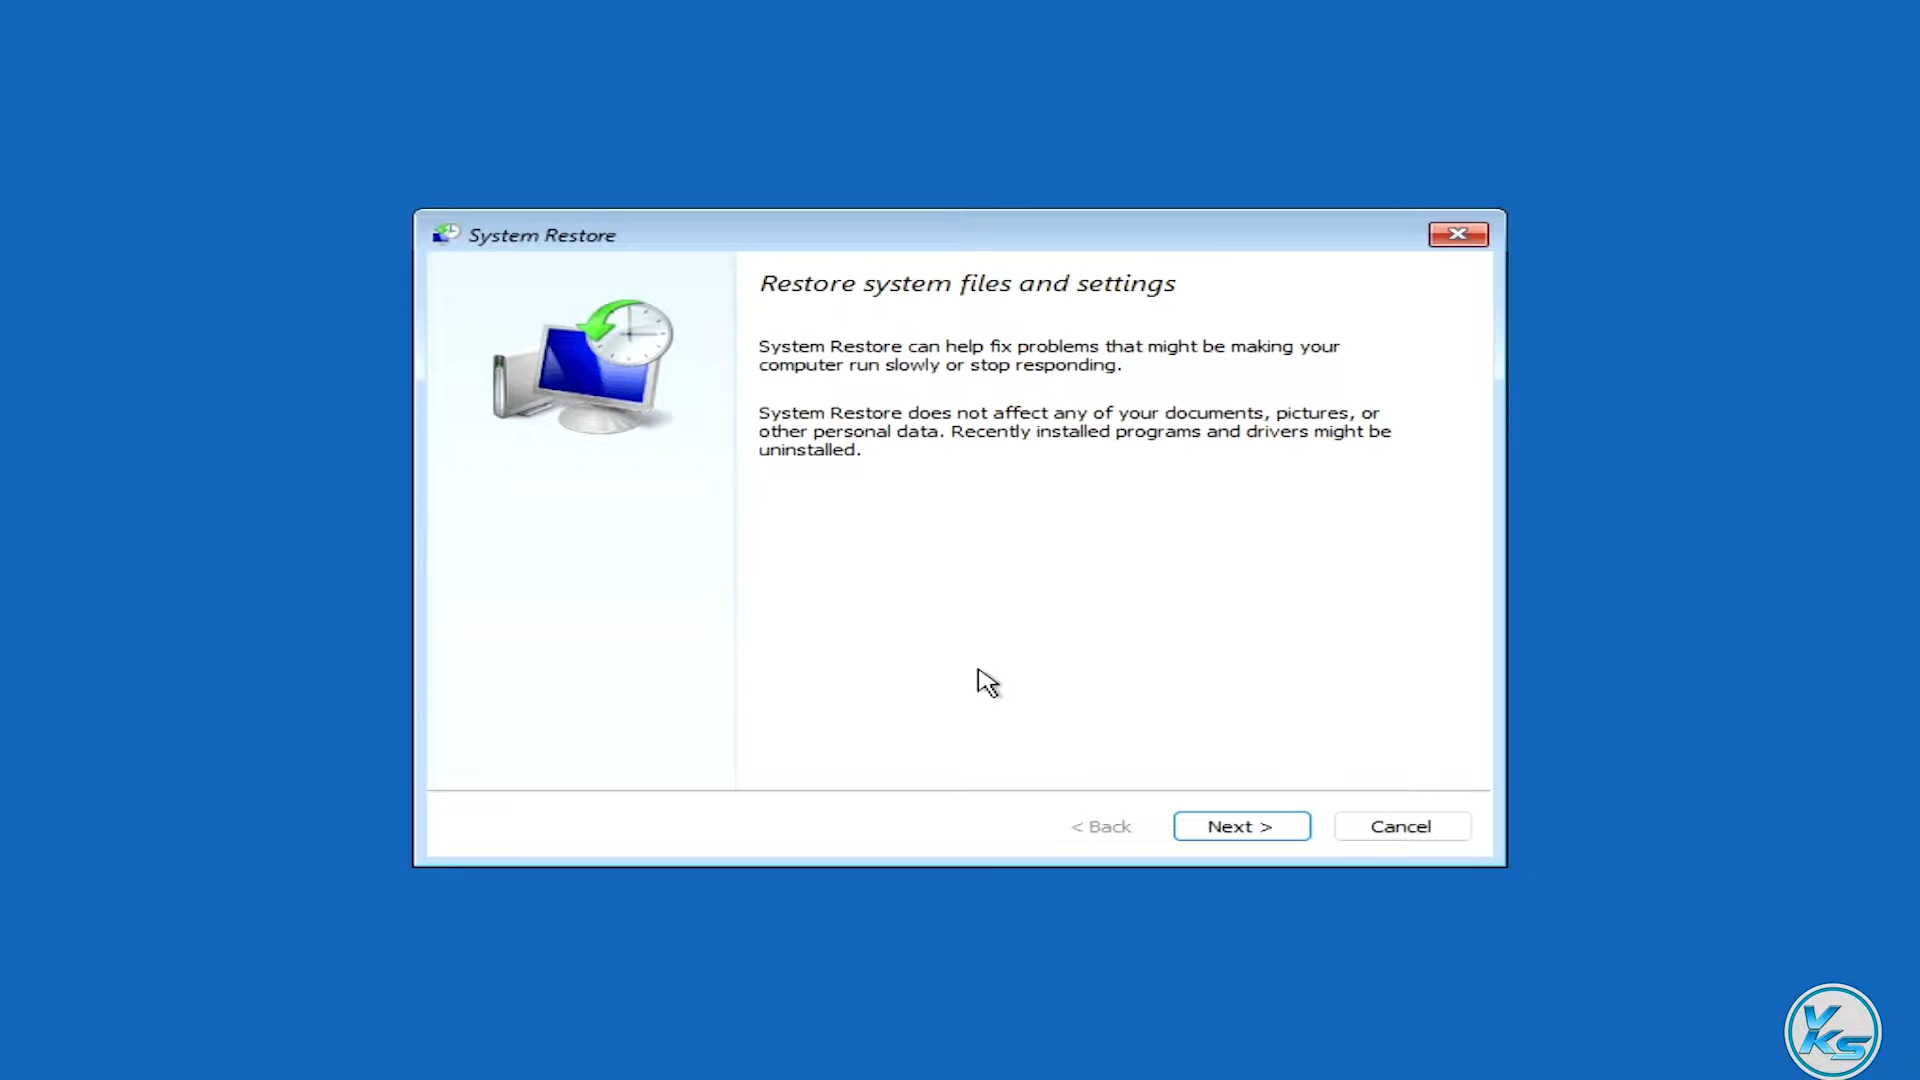 System Restore
Restore system files and settings
System Restore can help fix problems that might be making your
computer run slowly or stop responding.
System Restore does not affect any of your documents, pictures, or
other personal data. Recently installed programs and drivers might be
uninstalled.
< Back
Next >
Cancel
VKS